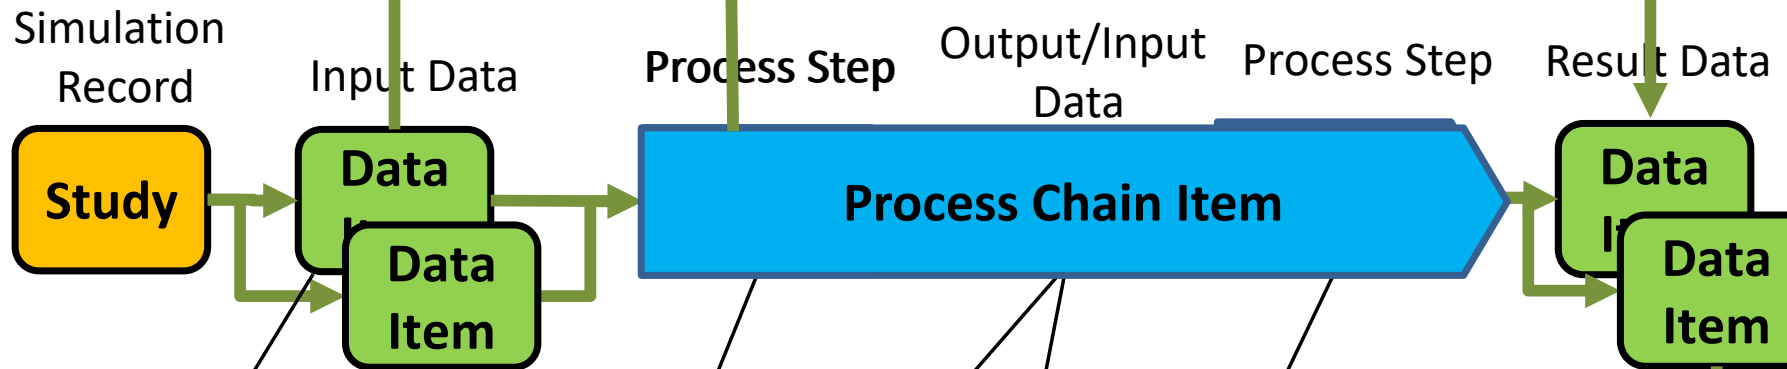 Simulation
Record
Input Data
Process Step
Output/Input
Data
Process Step
Result Data
Study
Data
Data
Item
Process Chain Item
Data
Data
Item